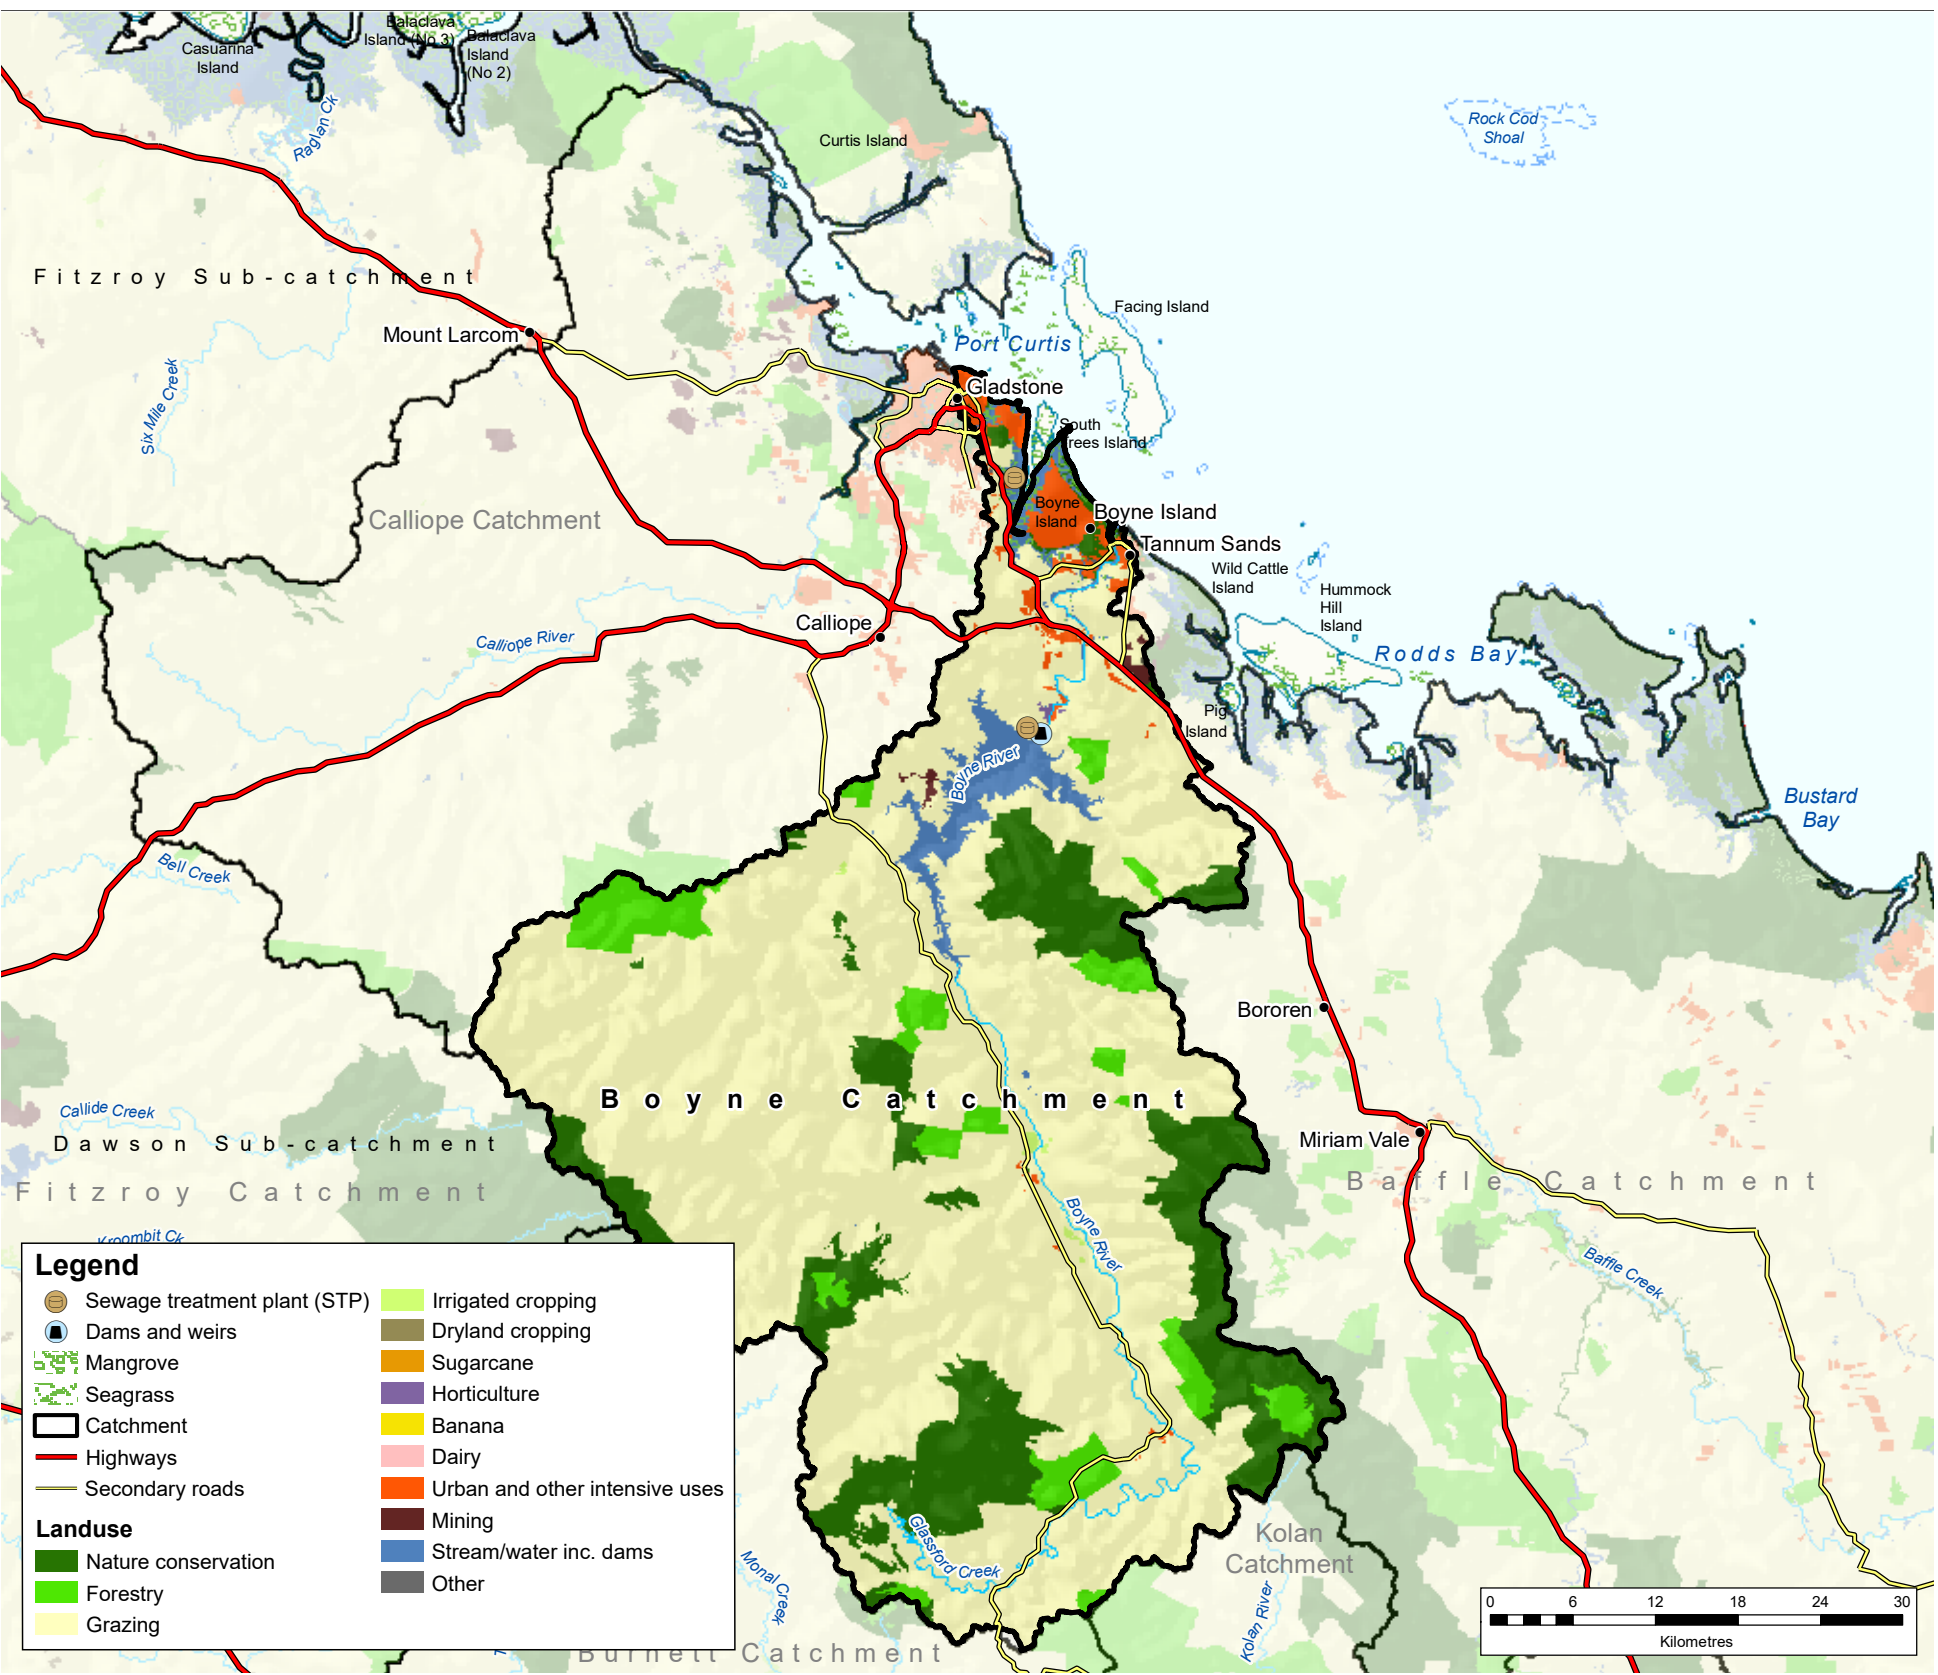 Balaclava
Island (No 3)
Balaclava
Island
(No 2)
Casuarina
Island
Raglan Ck
Curtis Island
Rock Cod
Shoal
Fitzroy Sub-catchment
Mount Larcom
Facing Island
Port Curtis
Gladstone
Six Mile Creek
South
Trees Island
Calliope Catchment
Boyne
Island
Boyne Island
Tannum Sands
Wild Cattle
Island
Hummock
Hill
Island
Calliope
Calliope River
Rodds Bay
Pig
Island
Boyne River
Bustard
Bay
Bell Creek
Bororen
Boyne Catchment
Callide Creek
Dawson Sub-catchment
Miriam Vale
Fitzroy Catchment
Baffle Catchment
Kroombit Ck
Boyne River
Baffle Creek
Legend
Sewage treatment plant (STP)
Dams and weirs
Mangrove
Seagrass
Catchment
Highways
Secondary roads
Landuse
Nature conservation
Forestry
Grazing
Irrigated cropping
Dryland cropping
Sugarcane
Horticulture
Banana
Dairy
Urban and other intensive uses
Mining
Stream/water inc. dams
Other
Glassford Creek
Monal Creek
Kolan
Catchment
Kolan River
Burnett Catchment
0 6 12 18 24 30
Kilometres